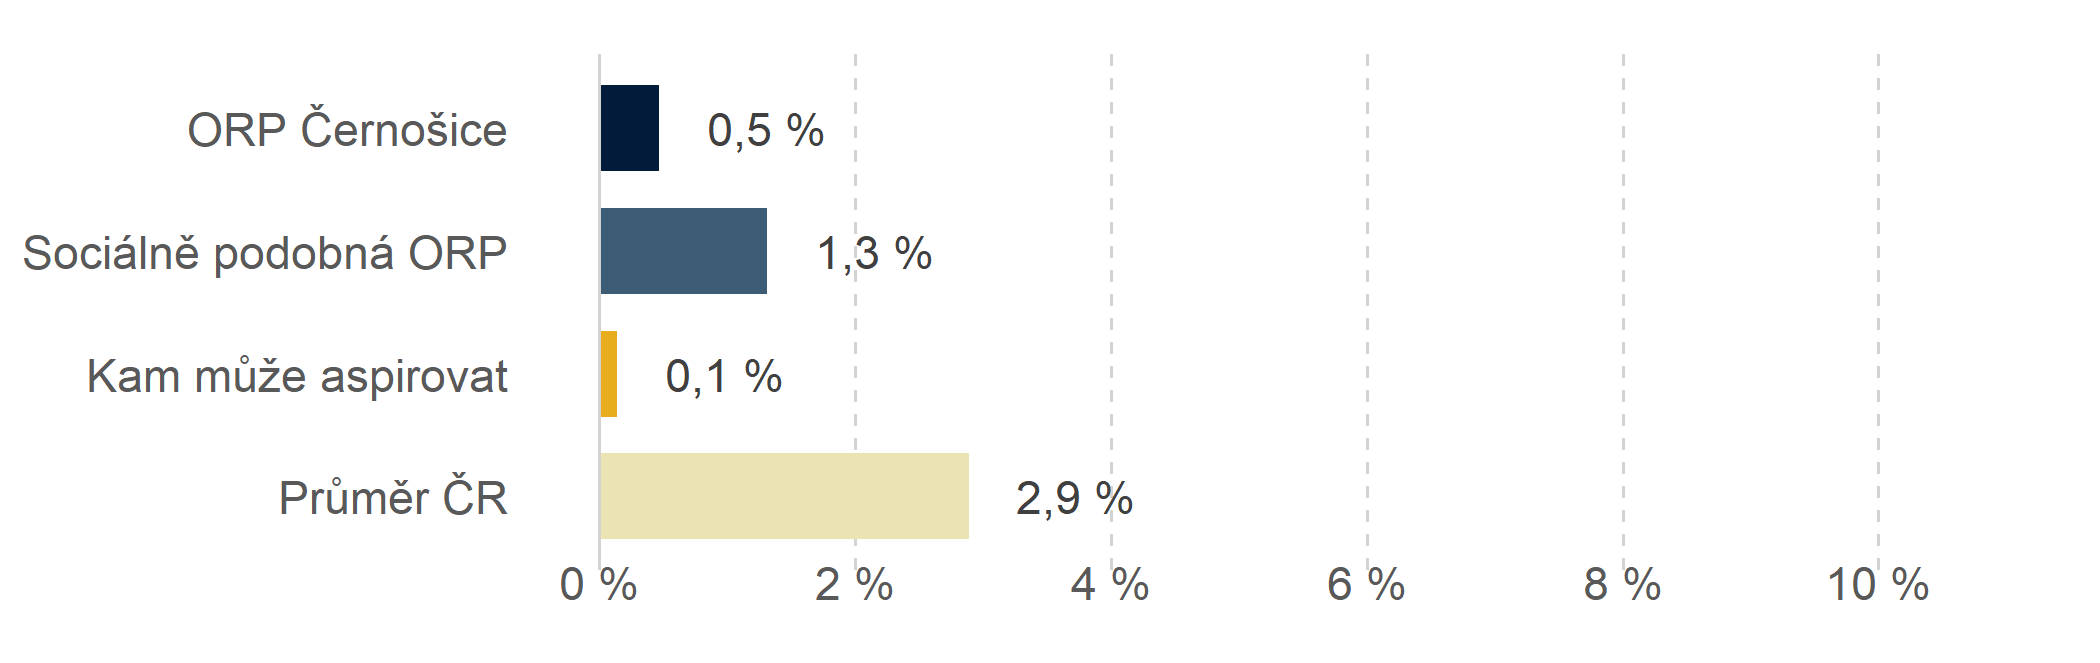 ORP Černošice 0,5 %
Sociálně podobná ORP 1,3 %
Kam může aspirovat 0,1 %
Průměr ČR 2,9 %
0 % 2 % 4 % 6 % 8 % 10 %